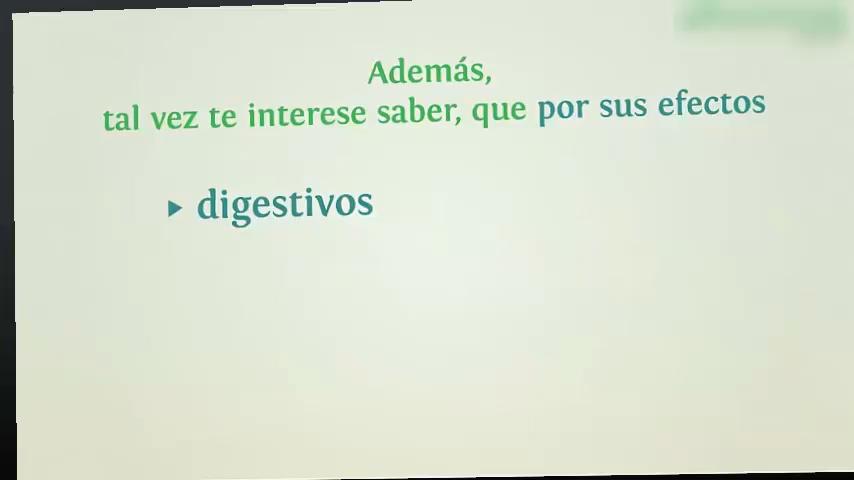 Además,
tal vez te interese saber, que por sus efectos
▸ digestivos